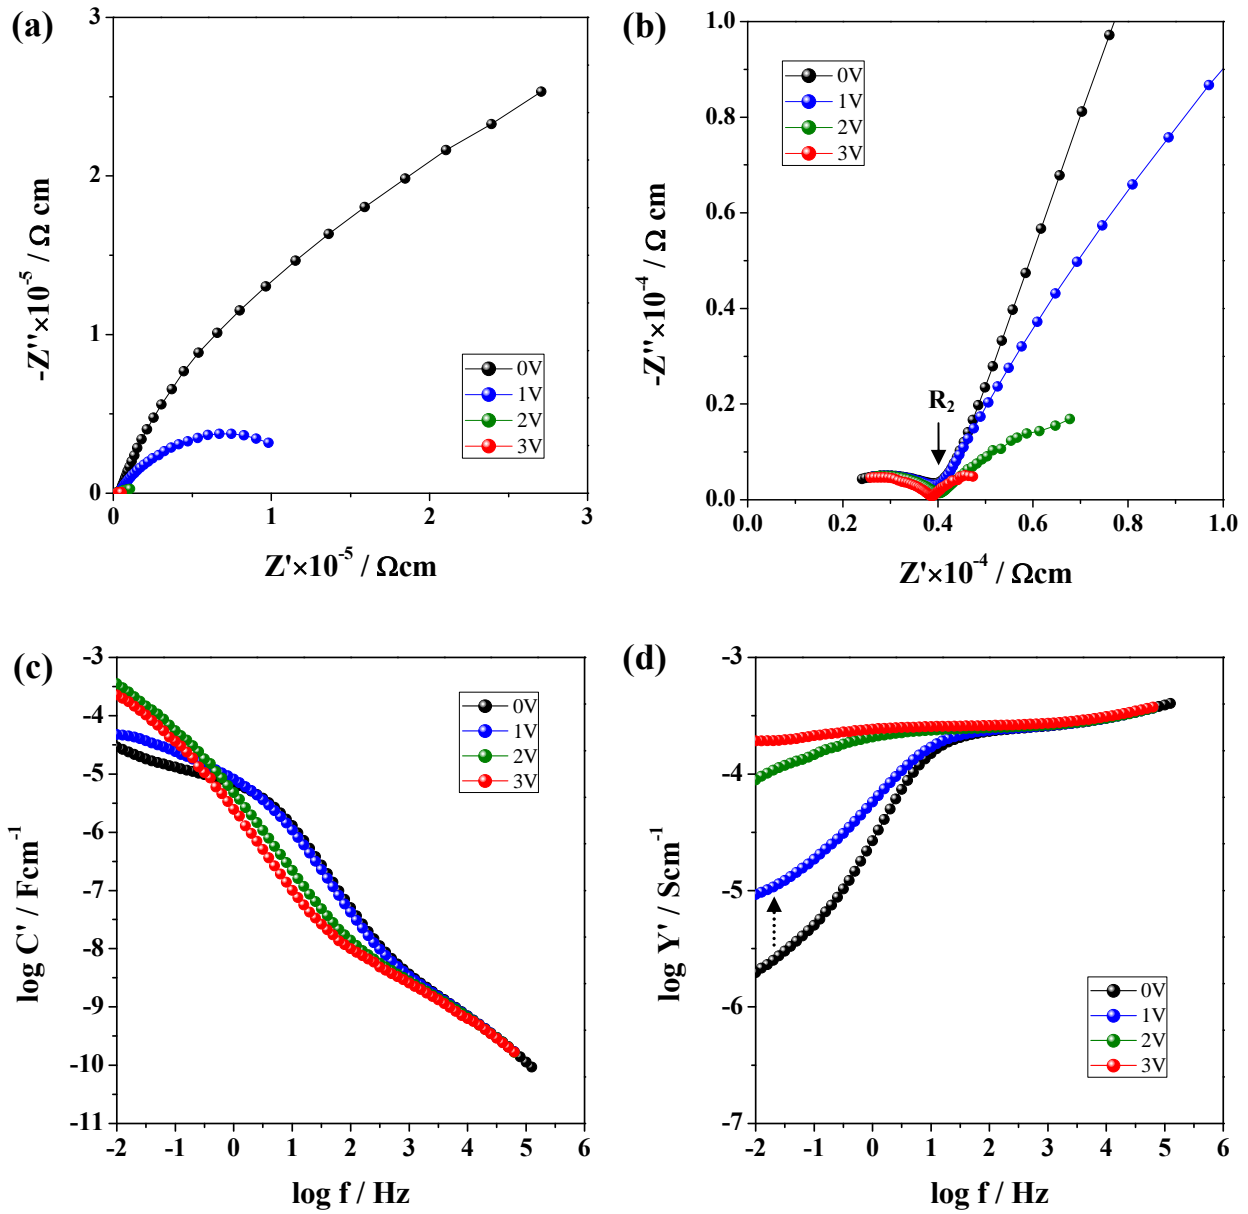 (a)
3
2
1
0
-Z''×10⁻⁵ / Ω cm
0V
1V
2V
3V
0 1 2 3
Z'×10⁻⁵ / Ωcm
(b)
1.0
0.8
0.6
0.4
0.2
0.0
-Z''×10⁻⁴ / Ω cm
0V
1V
2V
3V
R₂
0.0 0.2 0.4 0.6 0.8 1.0
Z'×10⁻⁴ / Ωcm
(c)
-3
-4
-5
-6
-7
-8
-9
-10
-11
log C' / Fcm⁻¹
0V
1V
2V
3V
-2 -1 0 1 2 3 4 5 6
log f / Hz
(d)
-3
-4
-5
-6
-7
log Y' / Scm⁻¹
0V
1V
2V
3V
-2 -1 0 1 2 3 4 5 6
log f / Hz